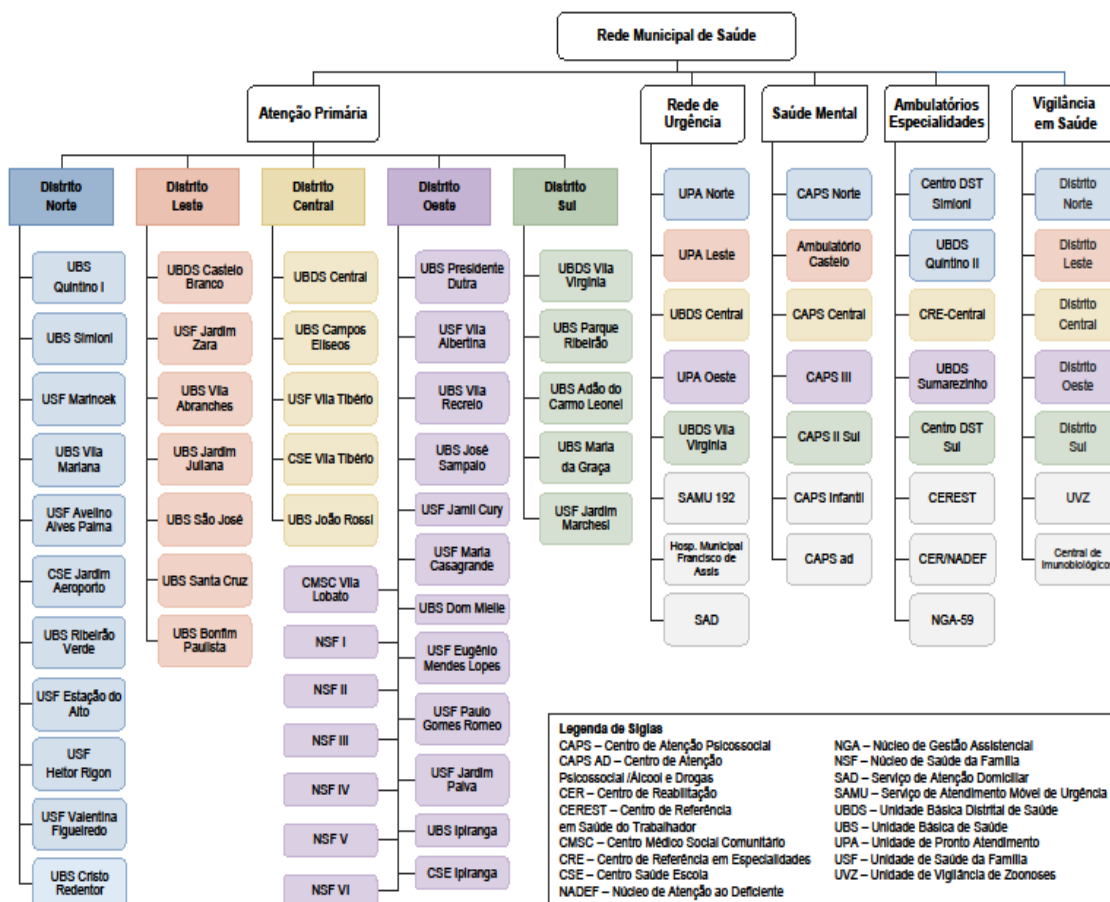 Rede Municipal de Saúde
Atenção Primária
Rede de
Urgência
Saúde Mental
Ambulatórios
Especialidades
Vigilância
em Saúde
Distrito
Norte
Distrito
Leste
Distrito
Central
Distrito
Oeste
Distrito
Sul
UBS
Quintino I
UBS Simioni
USF Marincek
UBS Vila
Mariana
USF Avelino
Alves Palma
CSE Jardim
Aeroporto
UBS Ribeirão
Verde
USF Estação do
Alto
USF
Heitor Rigon
USF Valentina
Figueiredo
UBS Cristo
Redentor
UBDS Castelo
Branco
USF Jardim
Zara
UBS Vila
Abranches
UBS Jardim
Juliana
UBS São José
UBS Santa Cruz
UBS Bonfim
Paulista
UBDS Central
UBS Campos
Elíseos
USF Vila Tibério
CSE Vila Tibério
UBS João Rossi
CMSC Vila
Lobato
NSF I
NSF II
NSF III
NSF IV
NSF V
NSF VI
UBS Presidente
Dutra
USF Vila
Albertina
UBS Vila
Recreio
UBS José
Sampaio
USF Jamil Cury
USF Maria
Casagrande
UBS Dom Mielle
USF Eugênio
Mendes Lopes
USF Paulo
Gomes Romeo
USF Jardim
Paiva
UBS Ipiranga
CSE Ipiranga
UBDS Vila
Virgínia
UBS Parque
Ribeirão
UBS Adão do
Carmo Leonel
UBS Maria
da Graça
USF Jardim
Marchesi
UPA Norte
UPA Leste
UBDS Central
UPA Oeste
UBDS Vila
Virgínia
SAMU 192
Hosp. Municipal
Francisco de
Assis
SAD
CAPS Norte
Ambulatório
Castelo
CAPS Central
CAPS III
CAPS II Sul
CAPS Infantil
CAPS ad
Centro DST
Simioni
UBDS
Quintino II
CRE-Central
UBDS
Sumarezinho
Centro DST
Sul
CEREST
CER/NADEF
NGA-59
Distrito
Norte
Distrito
Leste
Distrito
Central
Distrito
Oeste
Distrito
Sul
UVZ
Central de
Imunobiológicos
Legenda de Siglas
CAPS – Centro de Atenção Psicossocial
CAPS AD – Centro de Atenção
Psicossocial /Álcool e Drogas
CER – Centro de Reabilitação
CEREST – Centro de Referência
em Saúde do Trabalhador
CMSC – Centro Médico Social Comunitário
CRE – Centro de Referência em Especialidades
CSE – Centro Saúde Escola
NADEF – Núcleo de Atenção ao Deficiente
NGA – Núcleo de Gestão Assistencial
NSF – Núcleo de Saúde da Família
SAD – Serviço de Atenção Domiciliar
SAMU – Serviço de Atendimento Móvel de Urgência
UBDS – Unidade Básica Distrital de Saúde
UBS – Unidade Básica de Saúde
UPA – Unidade de Pronto Atendimento
USF – Unidade de Saúde da Família
UVZ – Unidade de Vigilância de Zoonoses